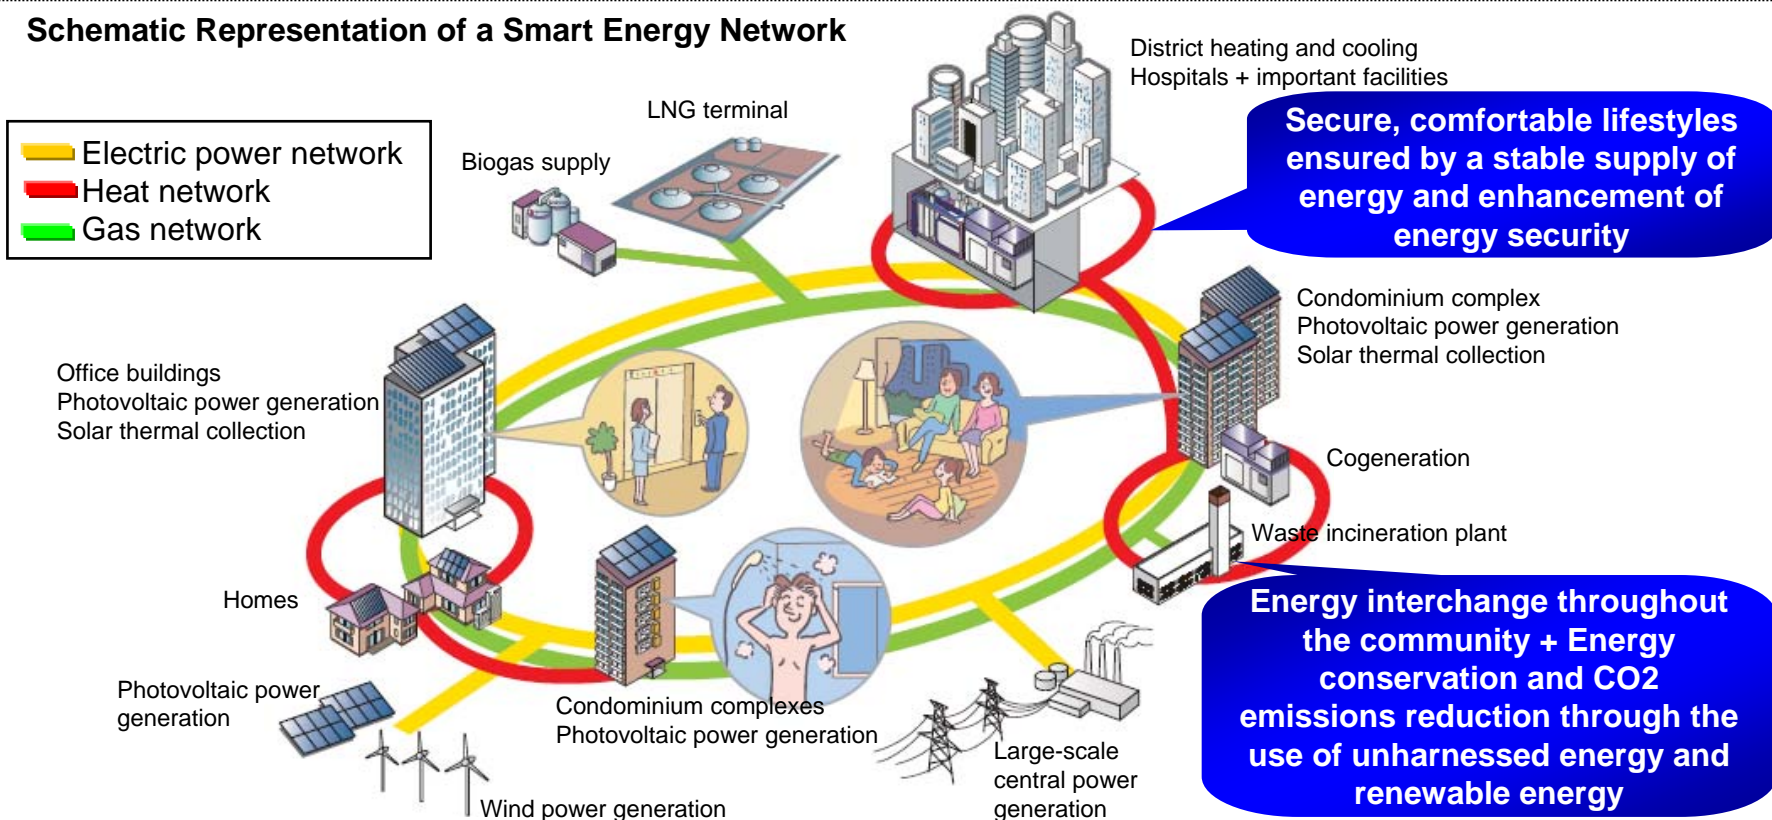 Schematic Representation of a Smart Energy Network
Electric power network
Heat network
Gas network
Biogas supply
LNG terminal
District heating and cooling
Hospitals + important facilities
Secure, comfortable lifestyles
ensured by a stable supply of
energy and enhancement of
energy security
Condominium complex
Photovoltaic power generation
Solar thermal collection
Office buildings
Photovoltaic power generation
Solar thermal collection
Cogeneration
Waste incineration plant
Homes
Energy interchange throughout
the community + Energy
conservation and CO2
emissions reduction through the
use of unharnessed energy and
renewable energy
Photovoltaic power
generation
Condominium complexes
Photovoltaic power generation
Wind power generation
Large-scale
central power
generation